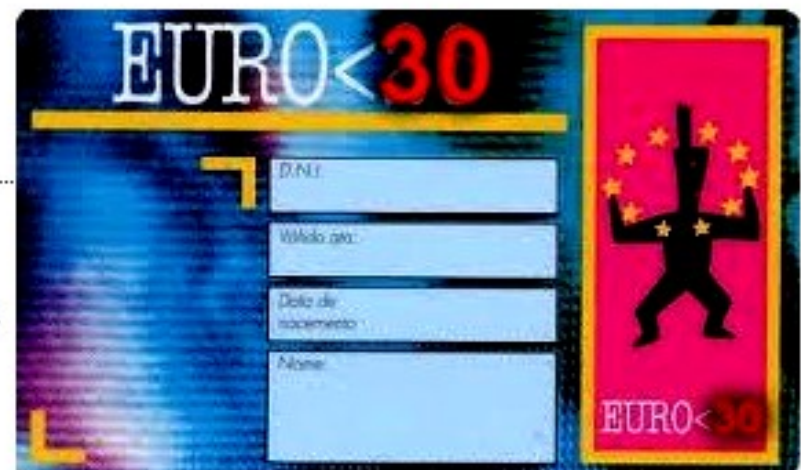 EURO<30
D.N.I.
Válido ata:
Data de
nacemento
Nome:
EURO<30